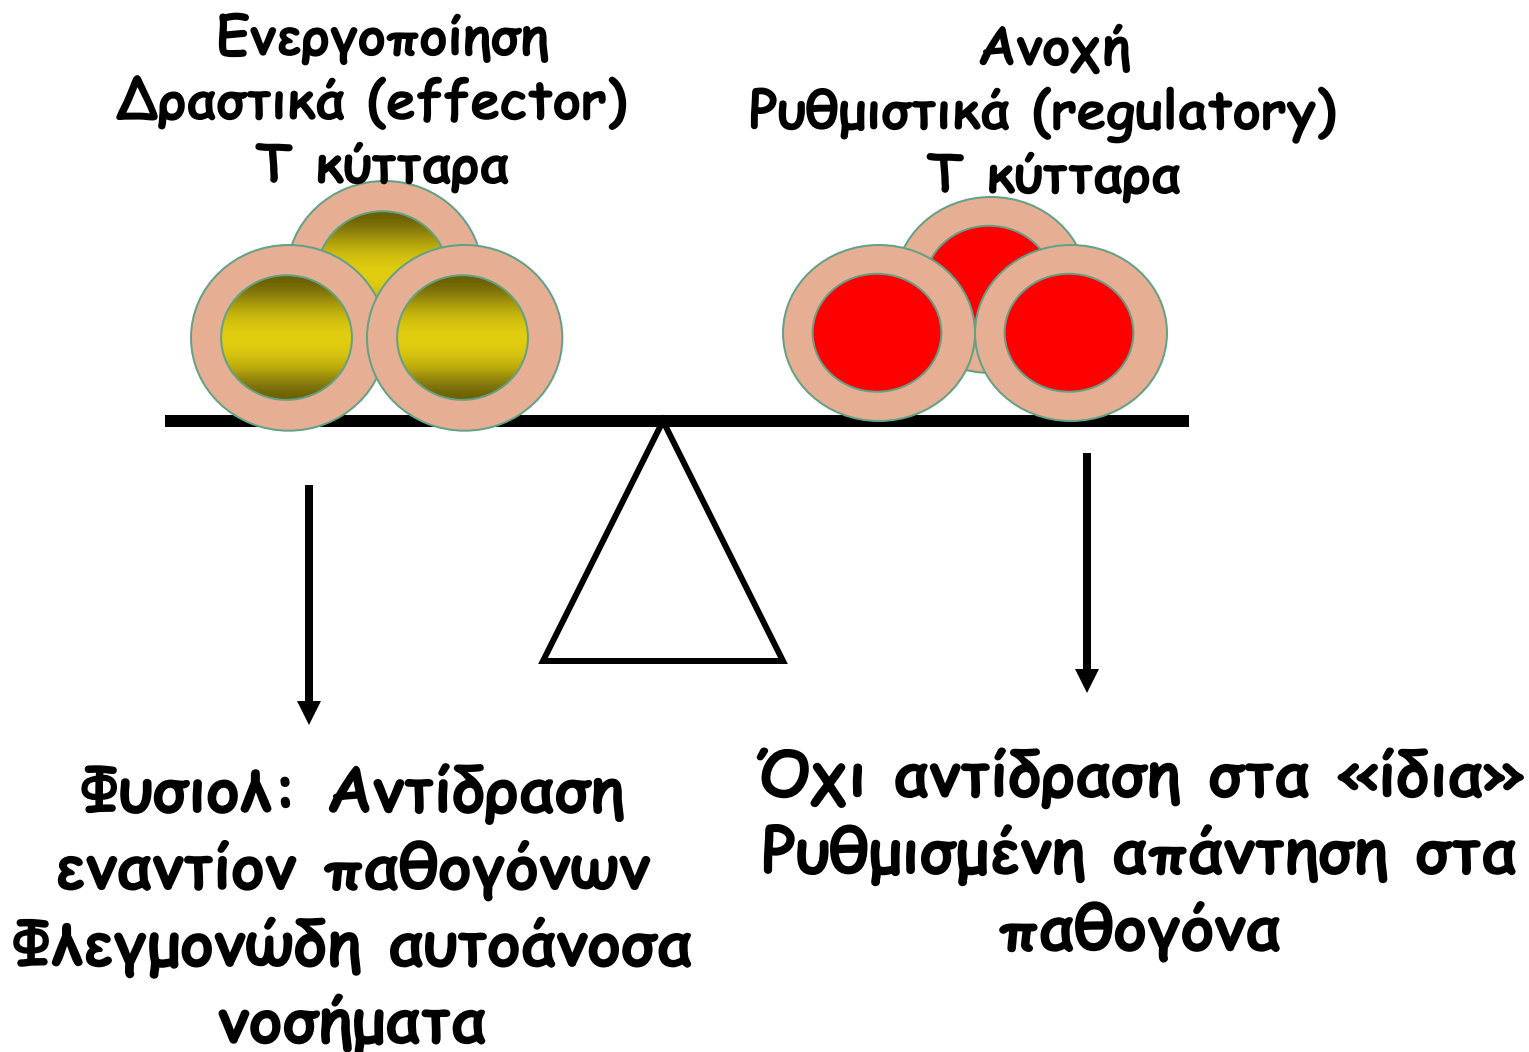 Ενεργοποίηση
Δραστικά (effector)
Τ κύτταρα
Ανοχή
Ρυθμιστικά (regulatory)
Τ κύτταρα
Φυσιολ: Αντίδραση
εναντίον παθογόνων
Φλεγμονώδη αυτοάνοσα
νοσήματα
Όχι αντίδραση στα «ίδια»
Ρυθμισμένη απάντηση στα
παθογόνα